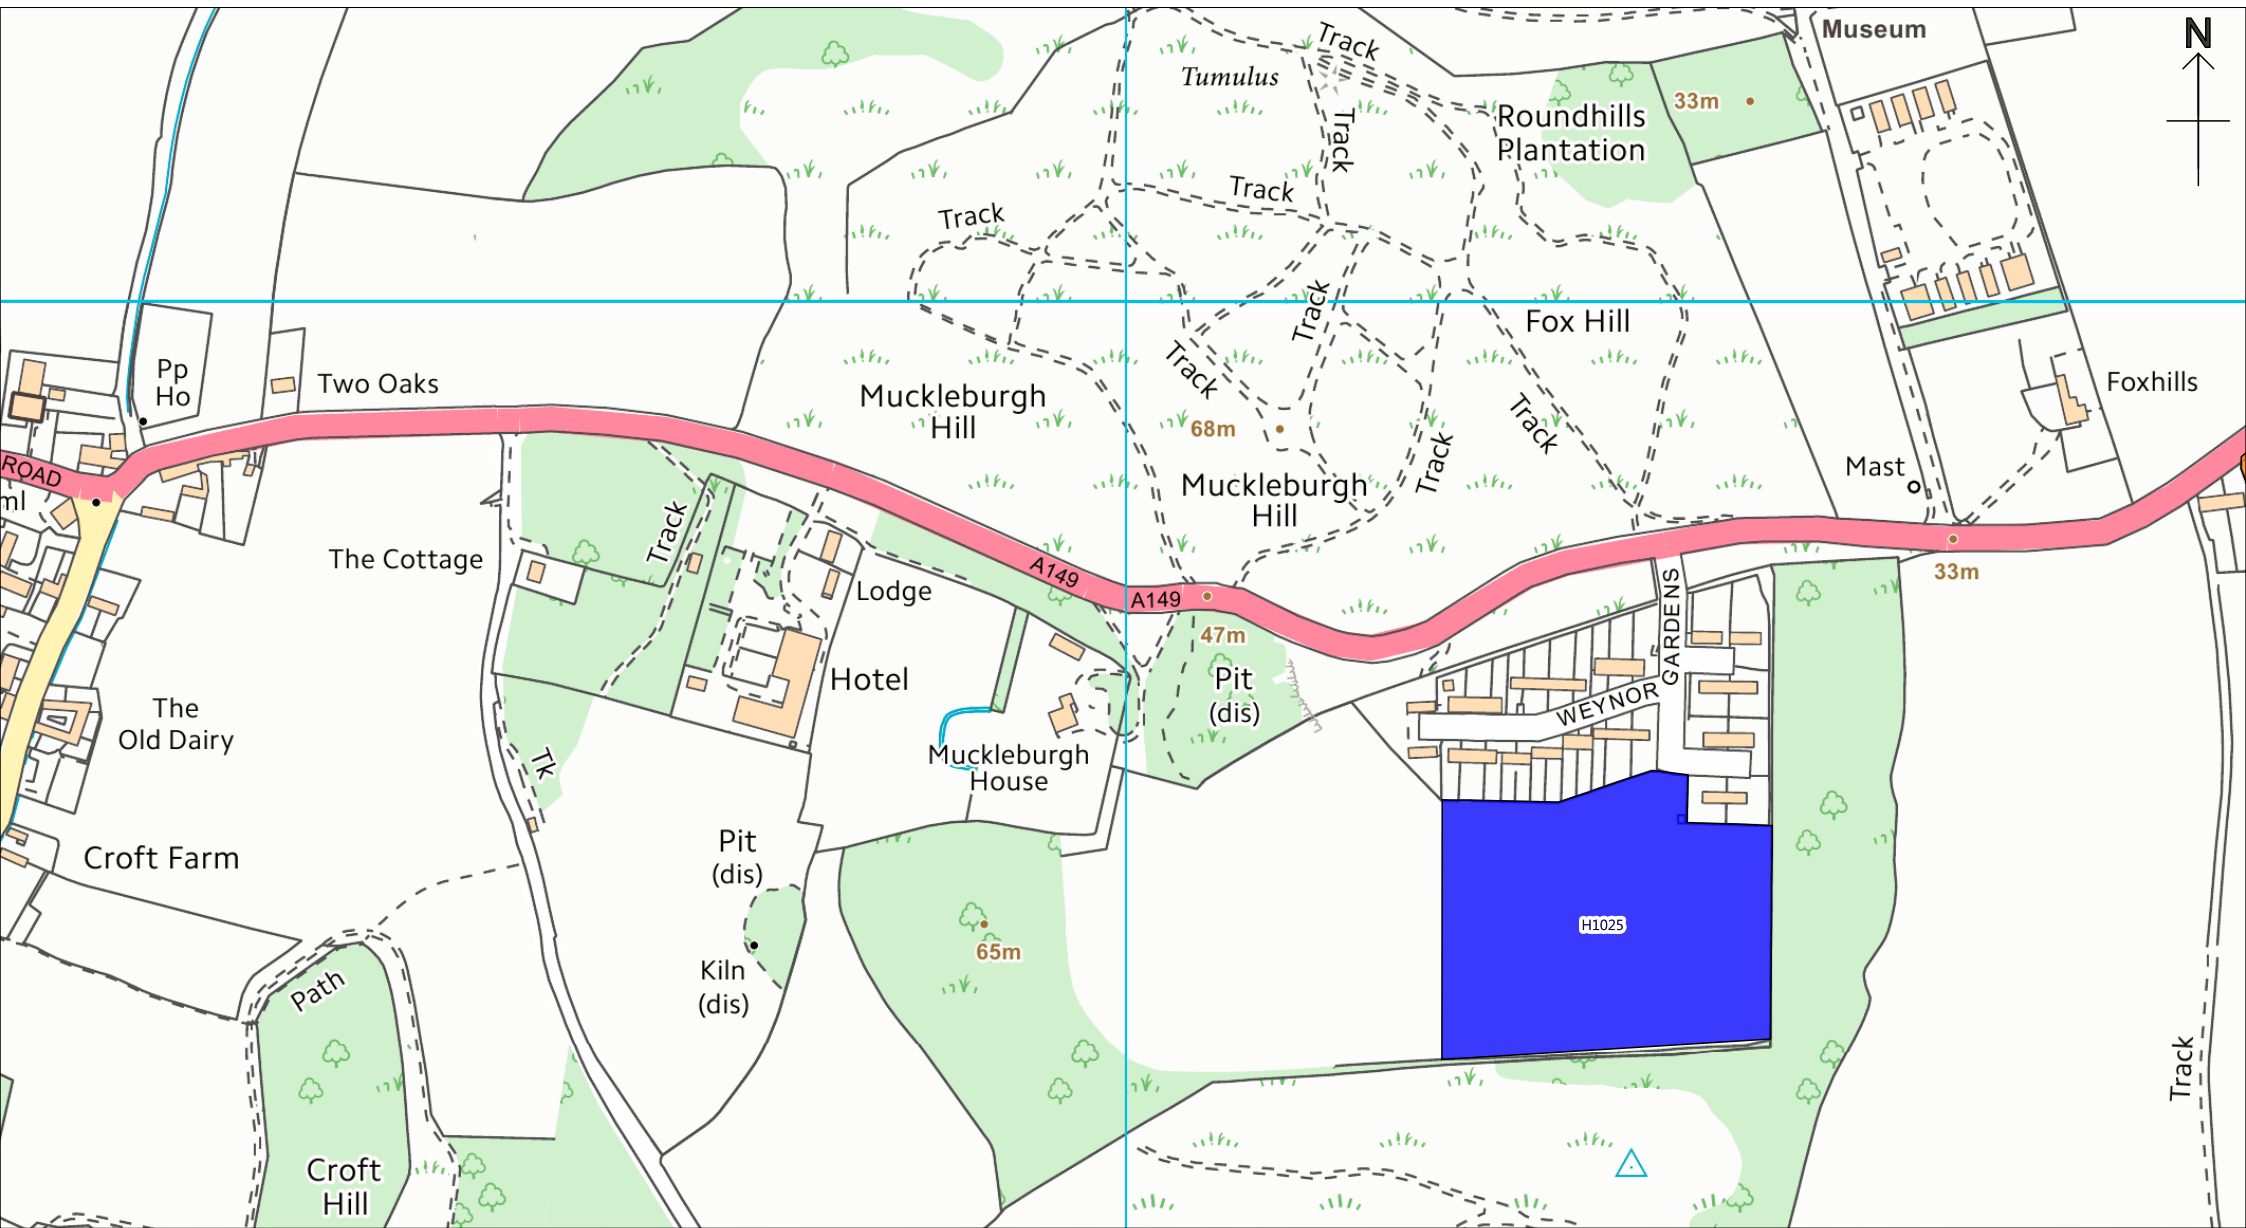 Museum
N
Track
Tumulus
33m
Roundhills
Plantation
Track
Track
Track
Track
Fox Hill
Pp
Ho
Two Oaks
Track
Foxhills
Muckleburgh
Hill
68m
Track
Track
ROAD
Mast
ml
Muckleburgh
Hill
Track
The Cottage
A149
33m
Lodge
A149
GARDENS
47m
Hotel
Pit
(dis)
WEYNOR
The
Old Dairy
Tk
Muckleburgh
House
Croft Farm
Pit
(dis)
H1025
65m
Kiln
(dis)
Path
Track
Croft
Hill